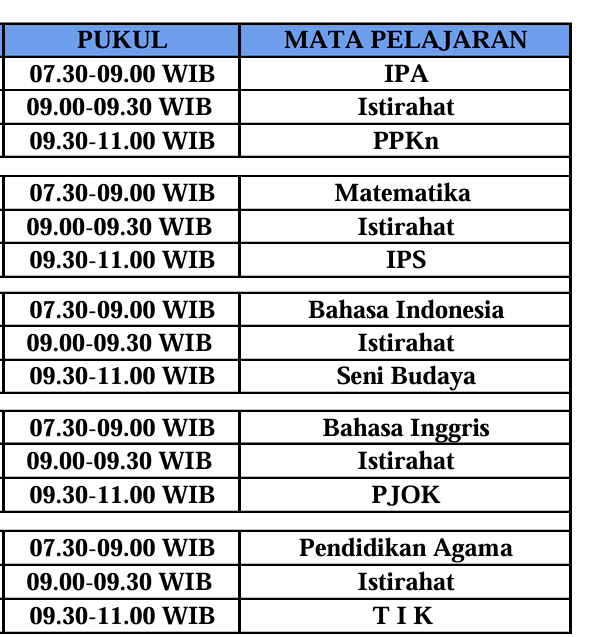 PUKUL MATA PELAJARAN
07.30-09.00 WIB IPA
09.00-09.30 WIB Istirahat
09.30-11.00 WIB PPKn
07.30-09.00 WIB Matematika
09.00-09.30 WIB Istirahat
09.30-11.00 WIB IPS
07.30-09.00 WIB Bahasa Indonesia
09.00-09.30 WIB Istirahat
09.30-11.00 WIB Seni Budaya
07.30-09.00 WIB Bahasa Inggris
09.00-09.30 WIB Istirahat
09.30-11.00 WIB PJOK
07.30-09.00 WIB Pendidikan Agama
09.00-09.30 WIB Istirahat
09.30-11.00 WIB T I K